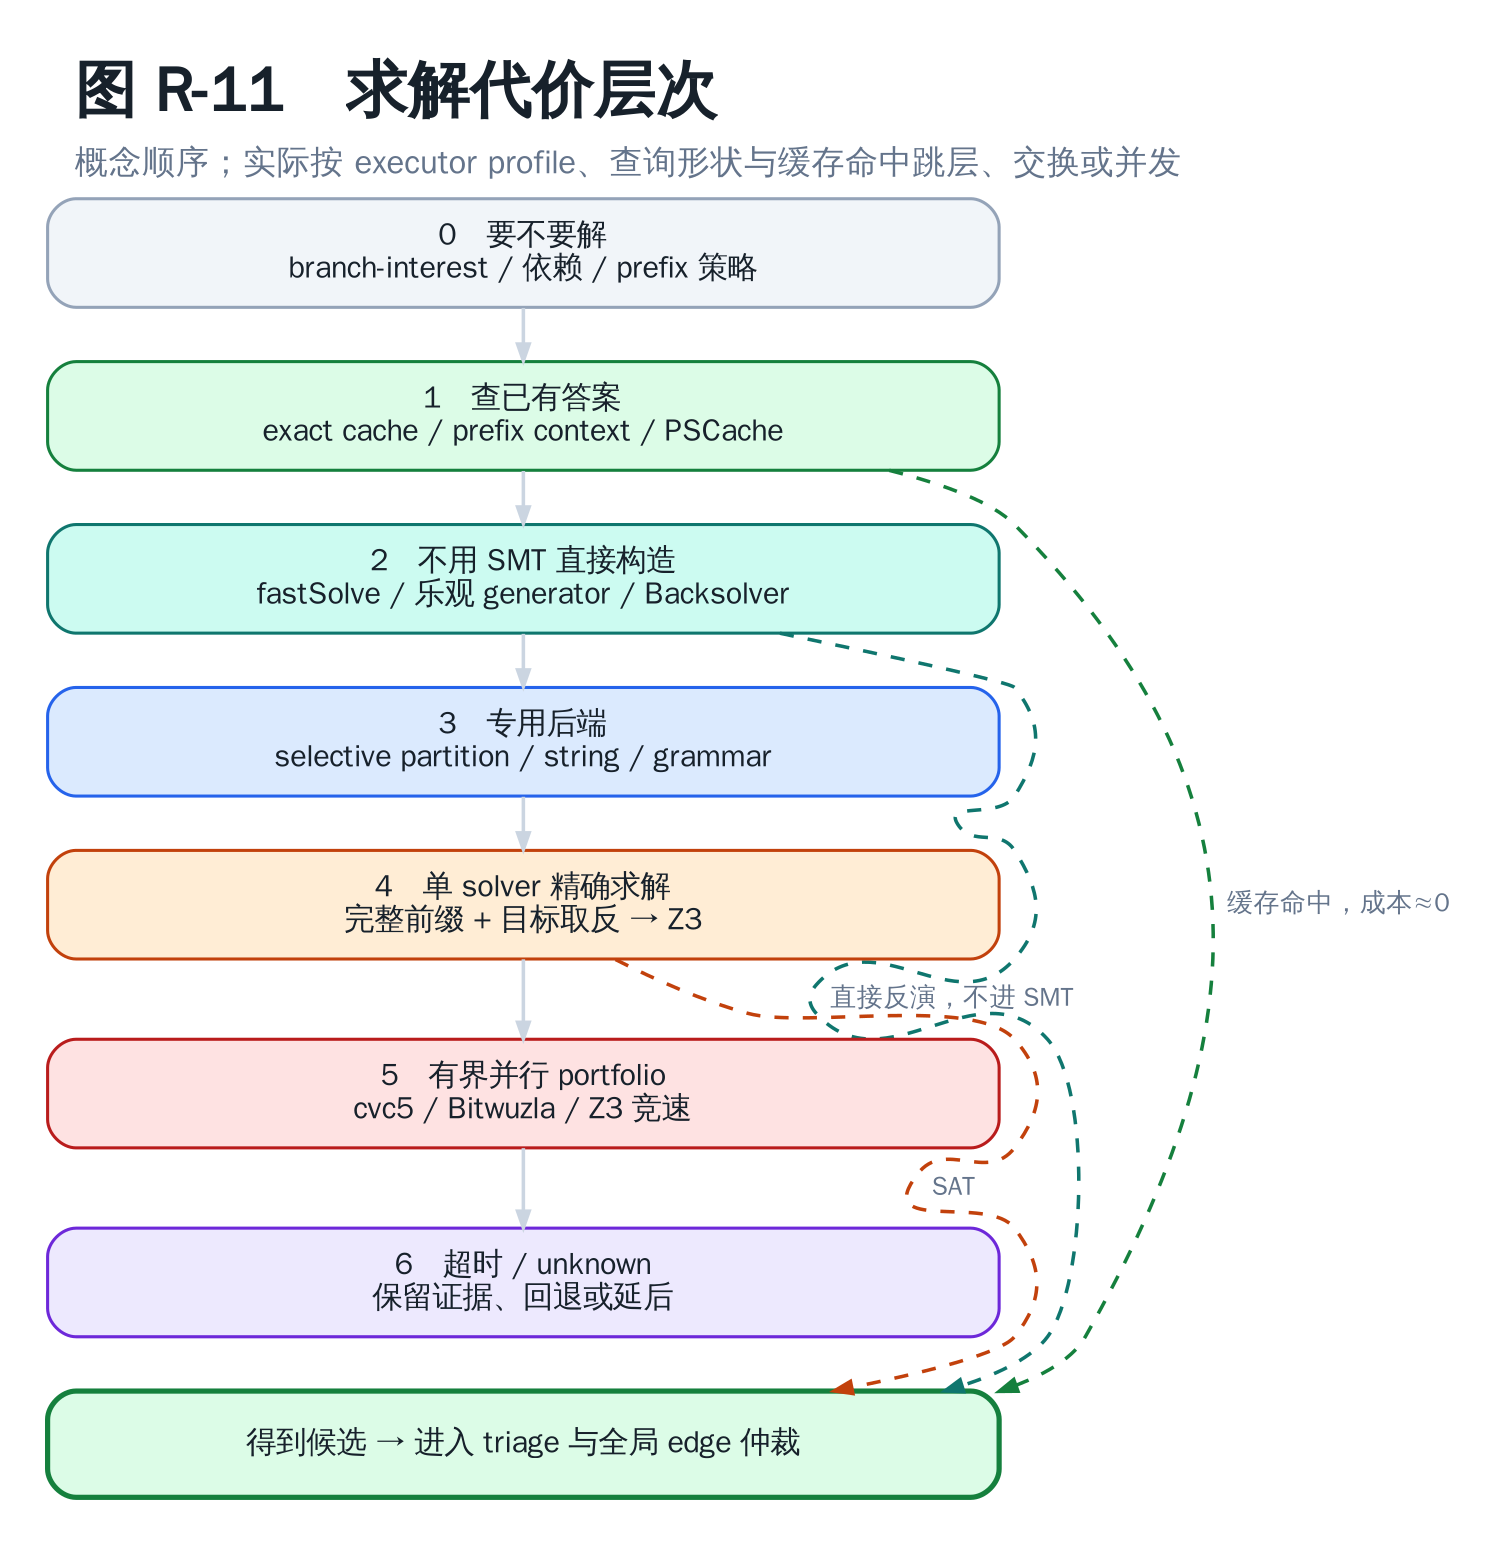 图 R-11　求解代价层次
概念顺序；实际按 executor profile、查询形状与缓存命中跳层、交换或并发
0　要不要解
branch-interest / 依赖 / prefix 策略
1　查已有答案
exact cache / prefix context / PSCache
2　不用 SMT 直接构造
fastSolve / 乐观 generator / Backsolver
3　专用后端
selective partition / string / grammar
4　单 solver 精确求解
完整前缀 + 目标取反 → Z3
缓存命中，成本≈0
直接反演，不进 SMT
5　有界并行 portfolio
cvc5 / Bitwuzla / Z3 竞速
SAT
6　超时 / unknown
保留证据、回退或延后
得到候选 → 进入 triage 与全局 edge 仲裁